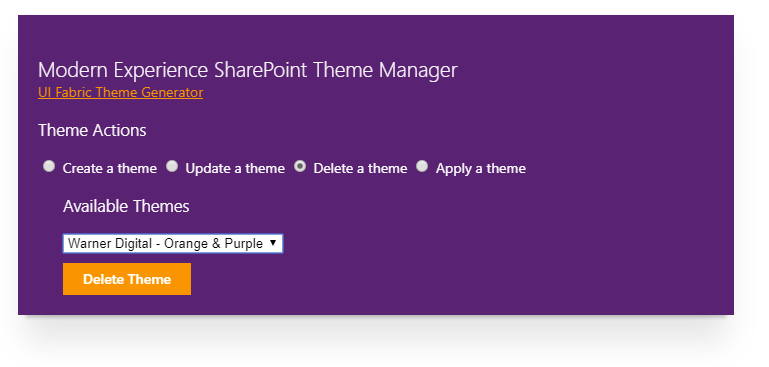 Modern Experience SharePoint Theme Manager
UI Fabric Theme Generator
Theme Actions
Create a theme Update a theme Delete a theme Apply a theme
Available Themes
Warner Digital - Orange & Purple
Delete Theme